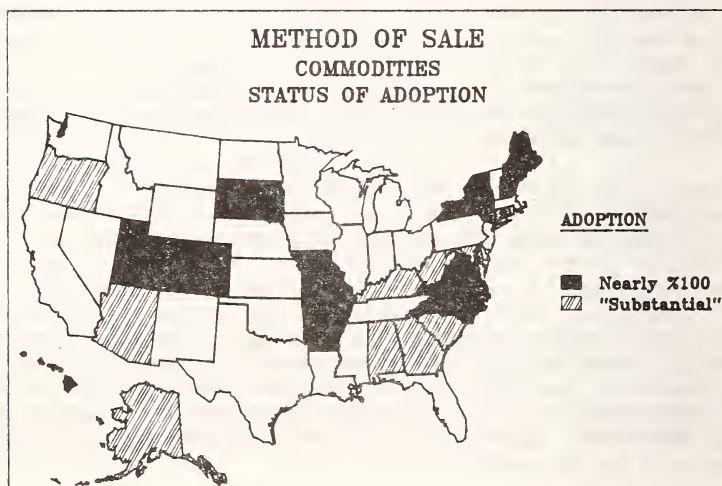 METHOD OF SALE
COMMODITIES
STATUS OF ADOPTION
ADOPTION
Nearly %100
"Substantial"